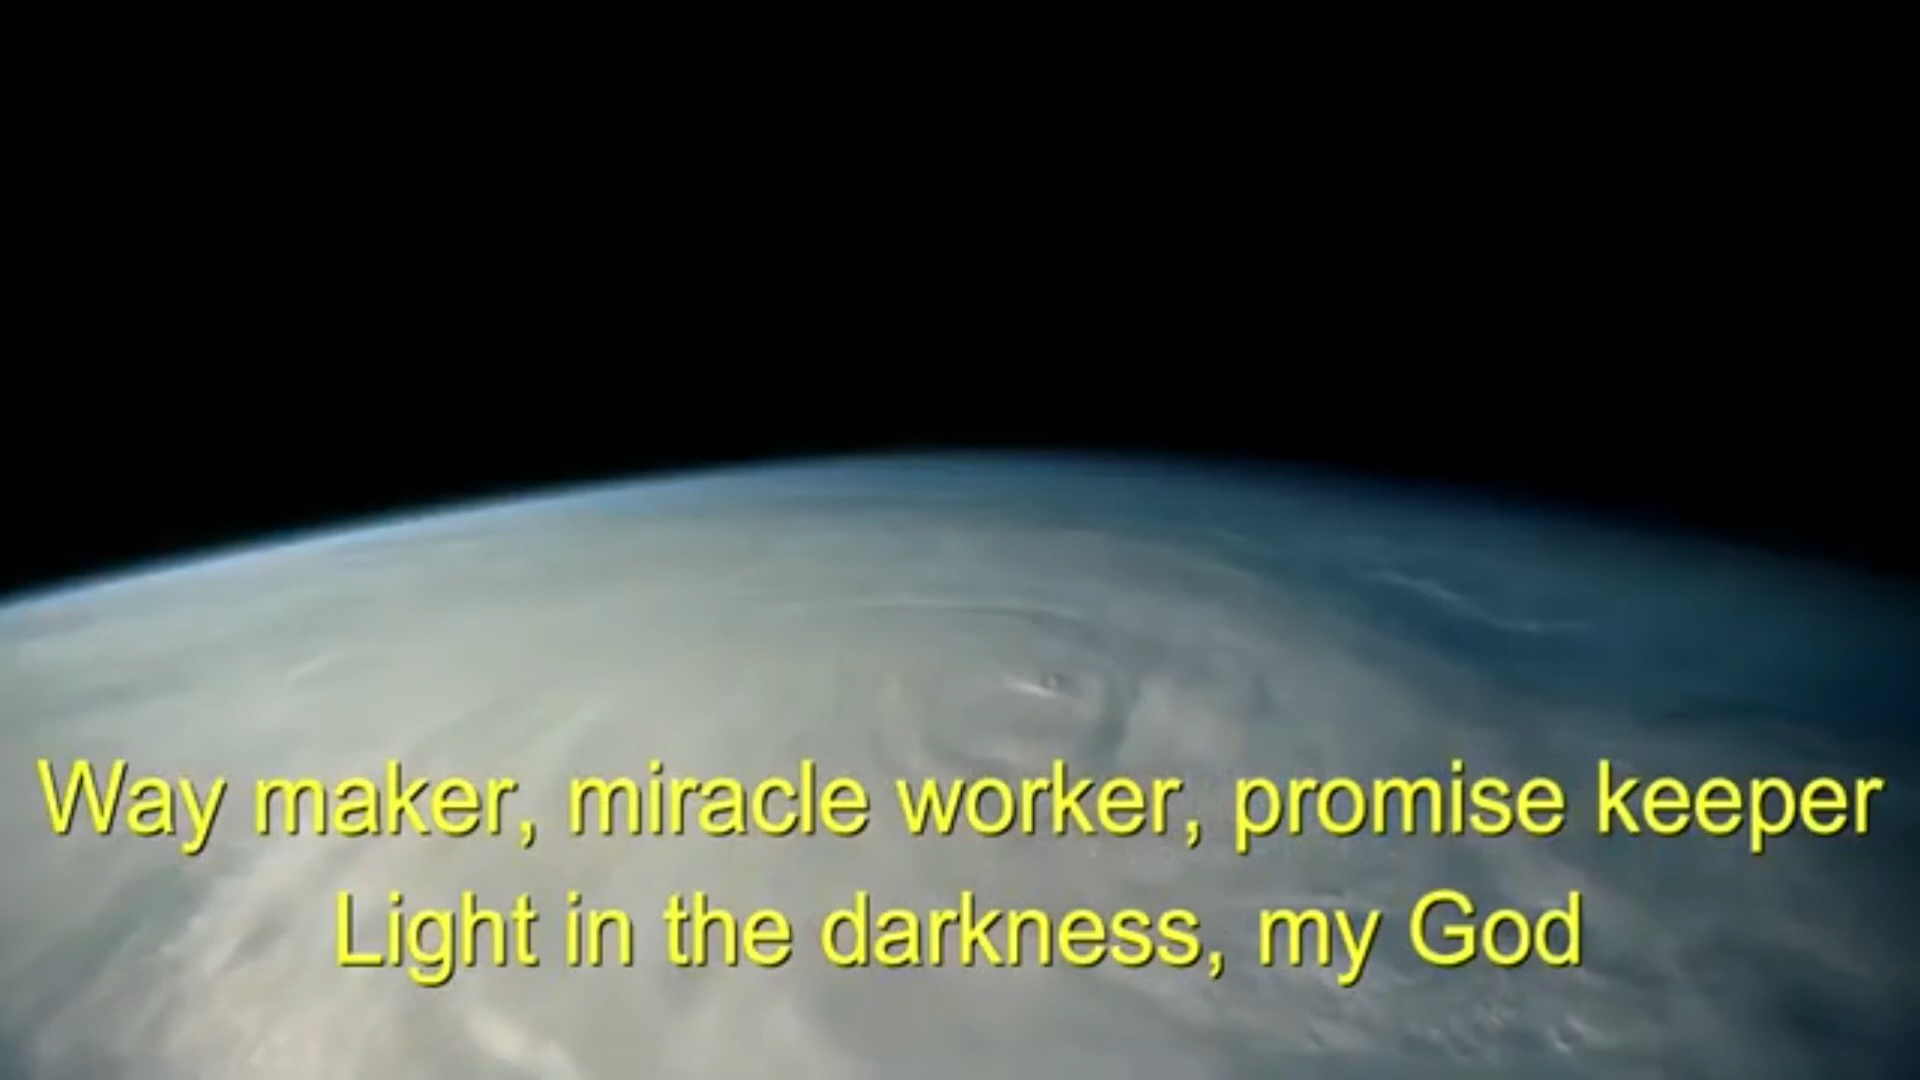 Way maker, miracle worker, promise keeper
Light in the darkness, my God